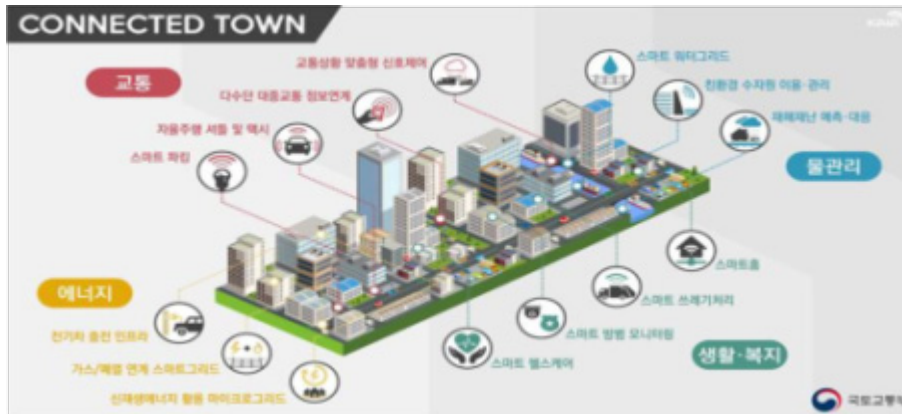 CONNECTED TOWN
교통
교통상황 맞춤형 신호제어
다수단 대중교통 정보연계
자율주행 셔틀 및 택시
스마트 파킹
스마트 워터그리드
친환경 수자원 이용·관리
재해재난 예측·대응
물관리
에너지
전기차 충전 인프라
가스/폐열 연계 스마트그리드
신재생에너지 활용 마이크로그리드
스마트홈
스마트 쓰레기처리
스마트 방범 모니터링
스마트 헬스케어
생활·복지
국토교통부